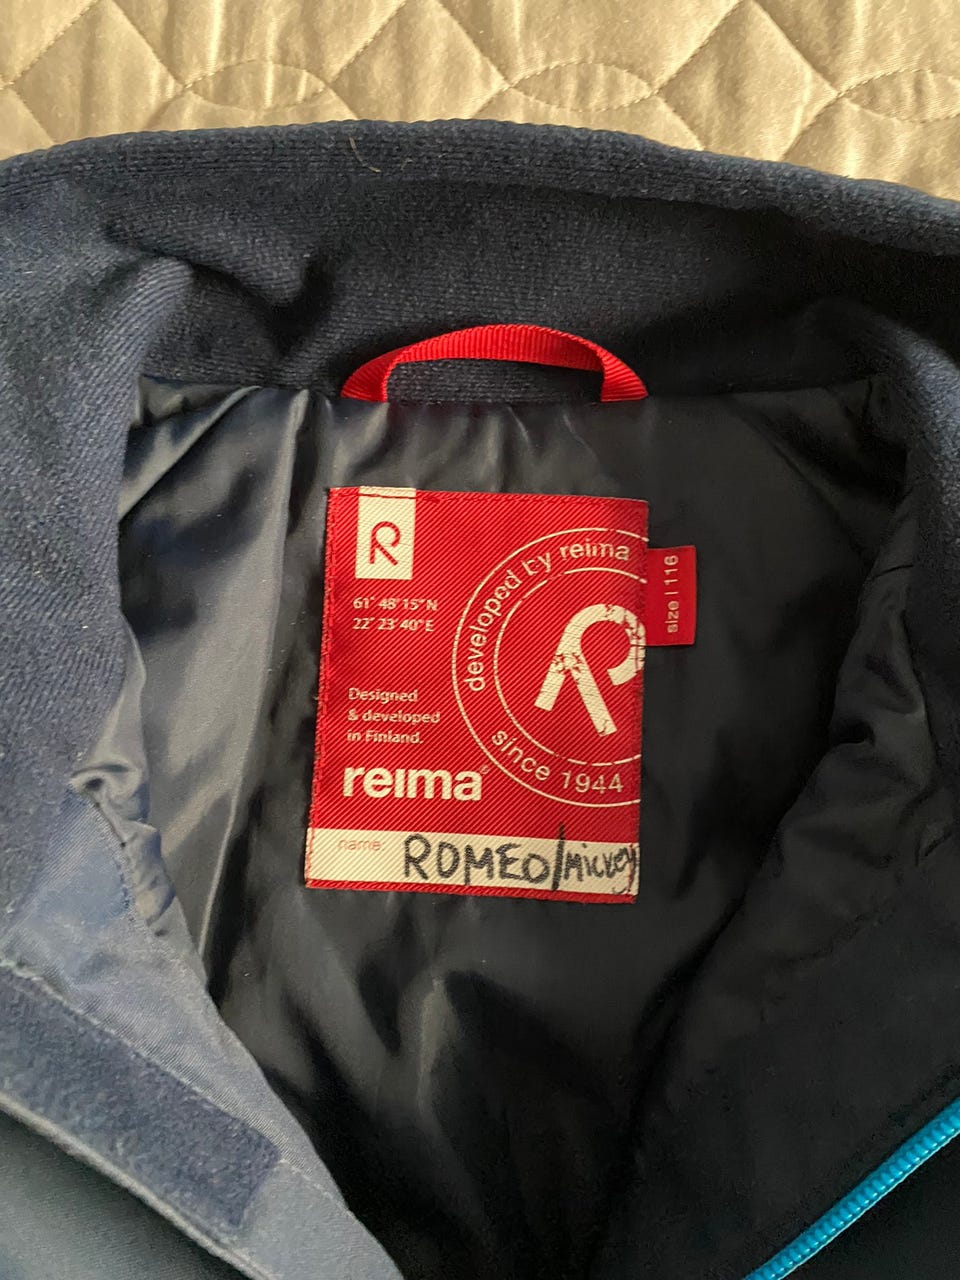 R
61° 48' 15" N
22° 23' 40" E
developed by reima
since 1944
R
size | 116
Designed
& developed
in Finland.
reima®
name:
ROMEO/mickey